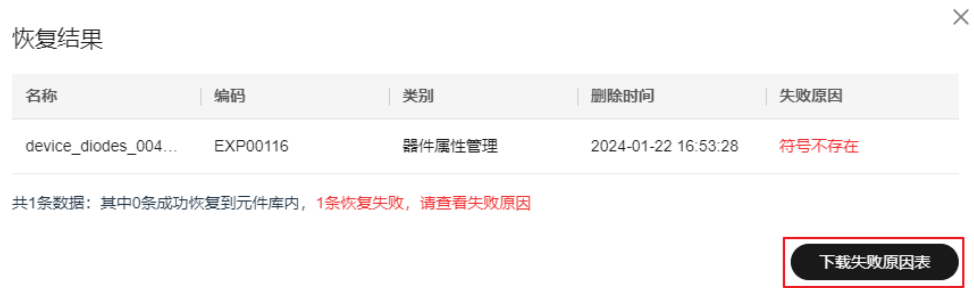 恢复结果
名称 编码 类别 删除时间 失败原因
device_diodes_004... EXP00116 器件属性管理 2024-01-22 16:53:28 符号不存在
共1条数据：其中0条成功恢复到元件库内，1条恢复失败，请查看失败原因
下载失败原因表